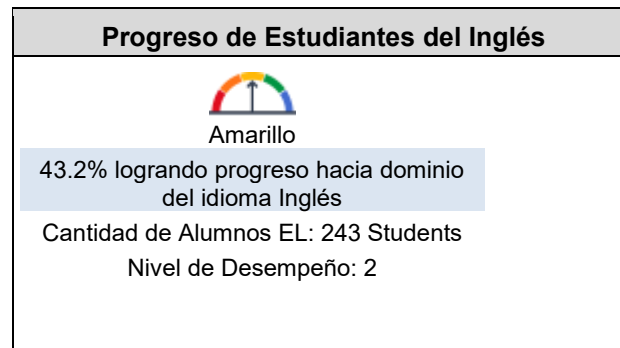 Progreso de Estudiantes del Inglés
Amarillo
43.2% logrando progreso hacia dominio
del idioma Inglés
Cantidad de Alumnos EL: 243 Students
Nivel de Desempeño: 2